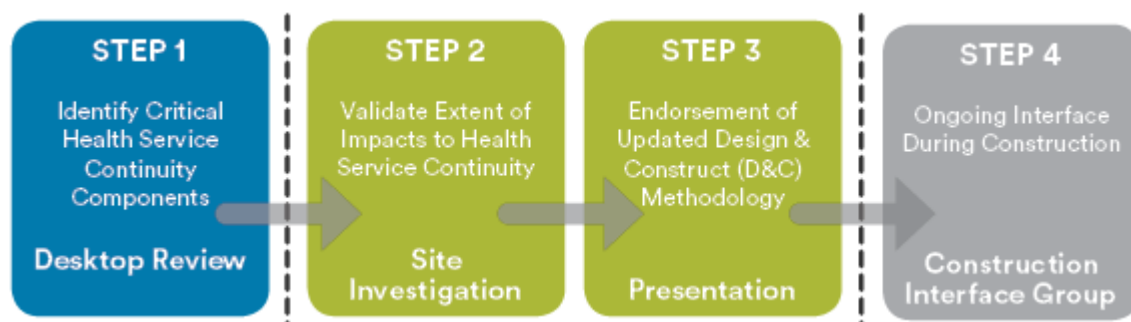 STEP 1
Identify Critical
Health Service
Continuity
Components
Desktop Review
STEP 2
Validate Extent of
Impacts to Health
Service Continuity
Site
Investigation
STEP 3
Endorsement of
Updated Design &
Construct (D&C)
Methodology
Presentation
STEP 4
Ongoing Interface
During Construction
Construction
Interface Group